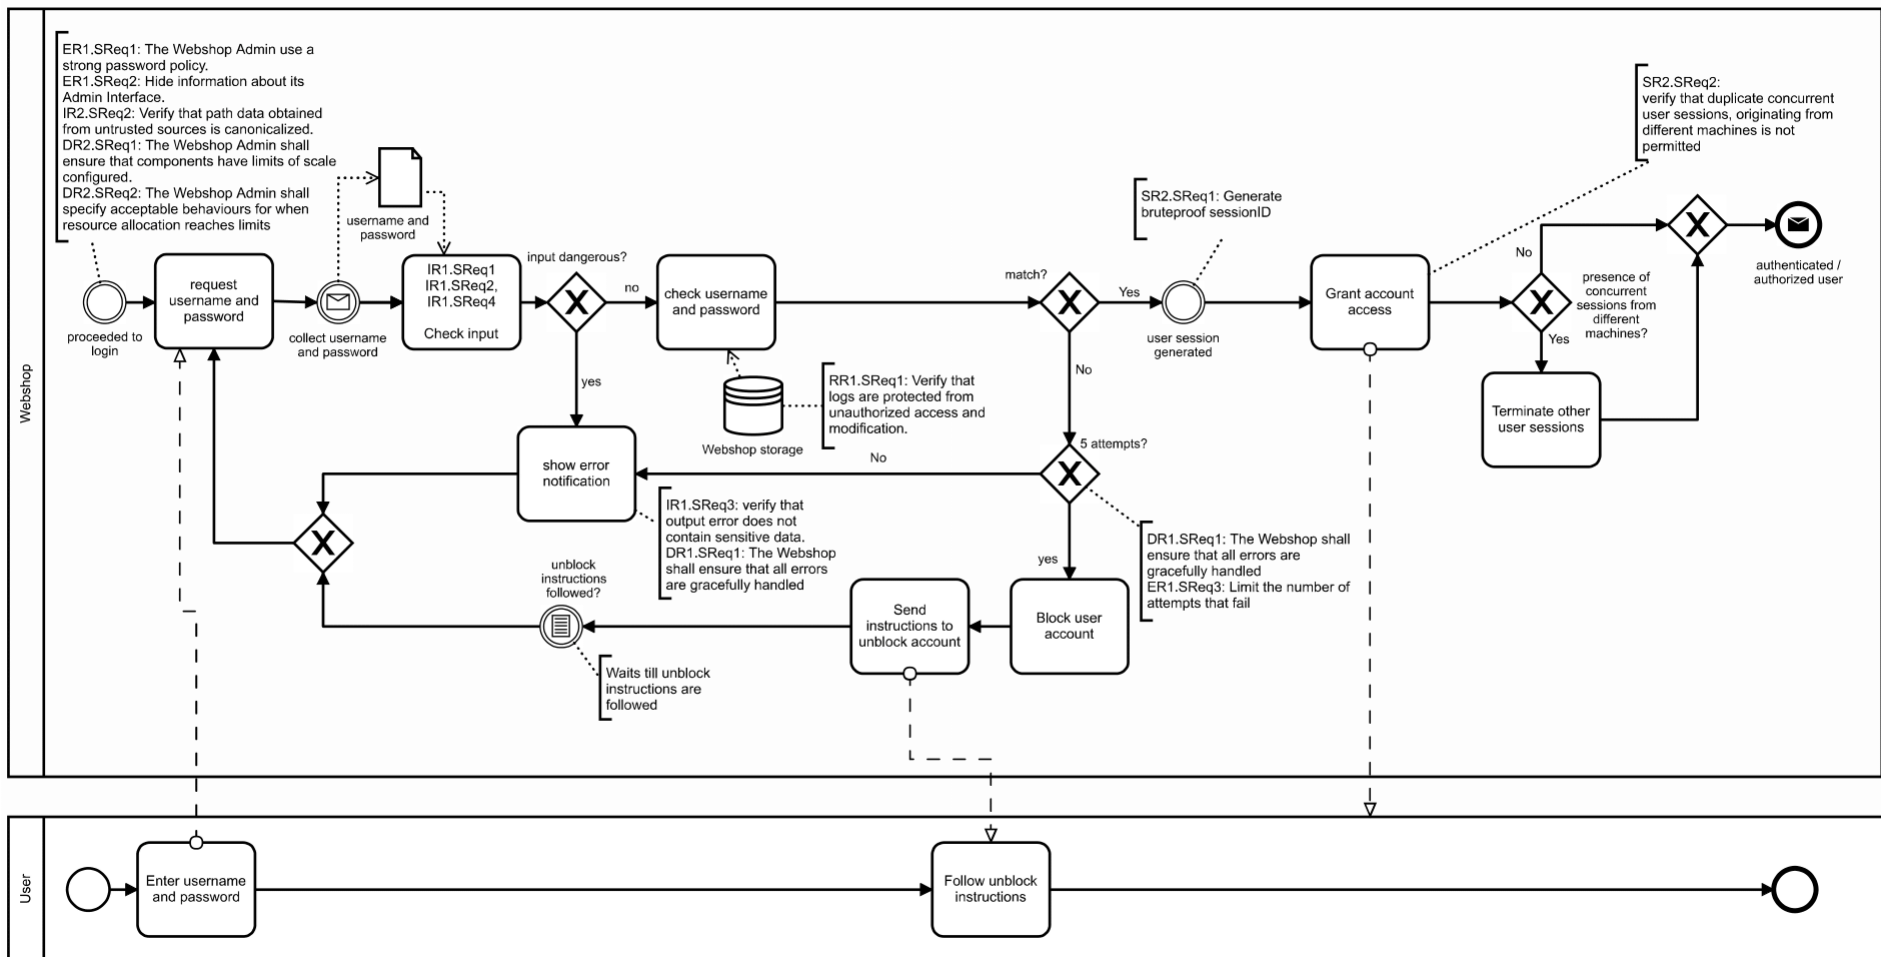 Webshop
ER1.SReq1: The Webshop Admin use a
strong password policy.
ER1.SReq2: Hide information about its
Admin Interface.
IR2.SReq2: Verify that path data obtained
from untrusted sources is canonicalized.
DR2.SReq1: The Webshop Admin shall
ensure that components have limits of scale
configured.
DR2.SReq2: The Webshop Admin shall
specify acceptable behaviours for when
resource allocation reaches limits
proceeded to
login
request
username and
password
collect username
and password
username and
password
IR1.SReq1
IR1.SReq2,
IR1.SReq4
Check input
input dangerous?
no
yes
check username
and password
Webshop storage
RR1.SReq1: Verify that
logs are protected from
unauthorized access and
modification.
match?
Yes
No
SR2.SReq1: Generate
bruteproof sessionID
user session
generated
Grant account
access
SR2.SReq2:
verify that duplicate concurrent
user sessions, originating from
different machines is not
permitted
No
presence of
concurrent
sessions from
different
machines?
Yes
Terminate other
user sessions
authenticated /
authorized user
5 attempts?
No
yes
show error
notification
IR1.SReq3: verify that
output error does not
contain sensitive data.
DR1.SReq1: The Webshop
shall ensure that all errors
are gracefully handled
DR1.SReq1: The Webshop shall
ensure that all errors are
gracefully handled
ER1.SReq3: Limit the number of
attempts that fail
Block user
account
Send
instructions to
unblock account
unblock
instructions
followed?
Waits till unblock
instructions are
followed
User
Enter username
and password
Follow unblock
instructions